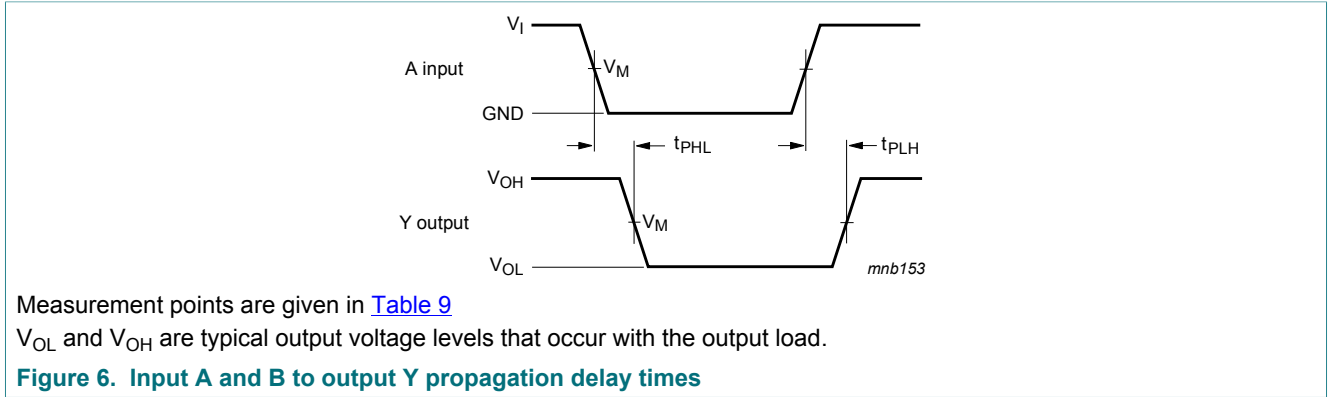 VI
A input
VM
GND
tPHL
tPLH
VOH
Y output
VM
VOL
mnb153
Measurement points are given in Table 9
VOL and VOH are typical output voltage levels that occur with the output load.
Figure 6. Input A and B to output Y propagation delay times